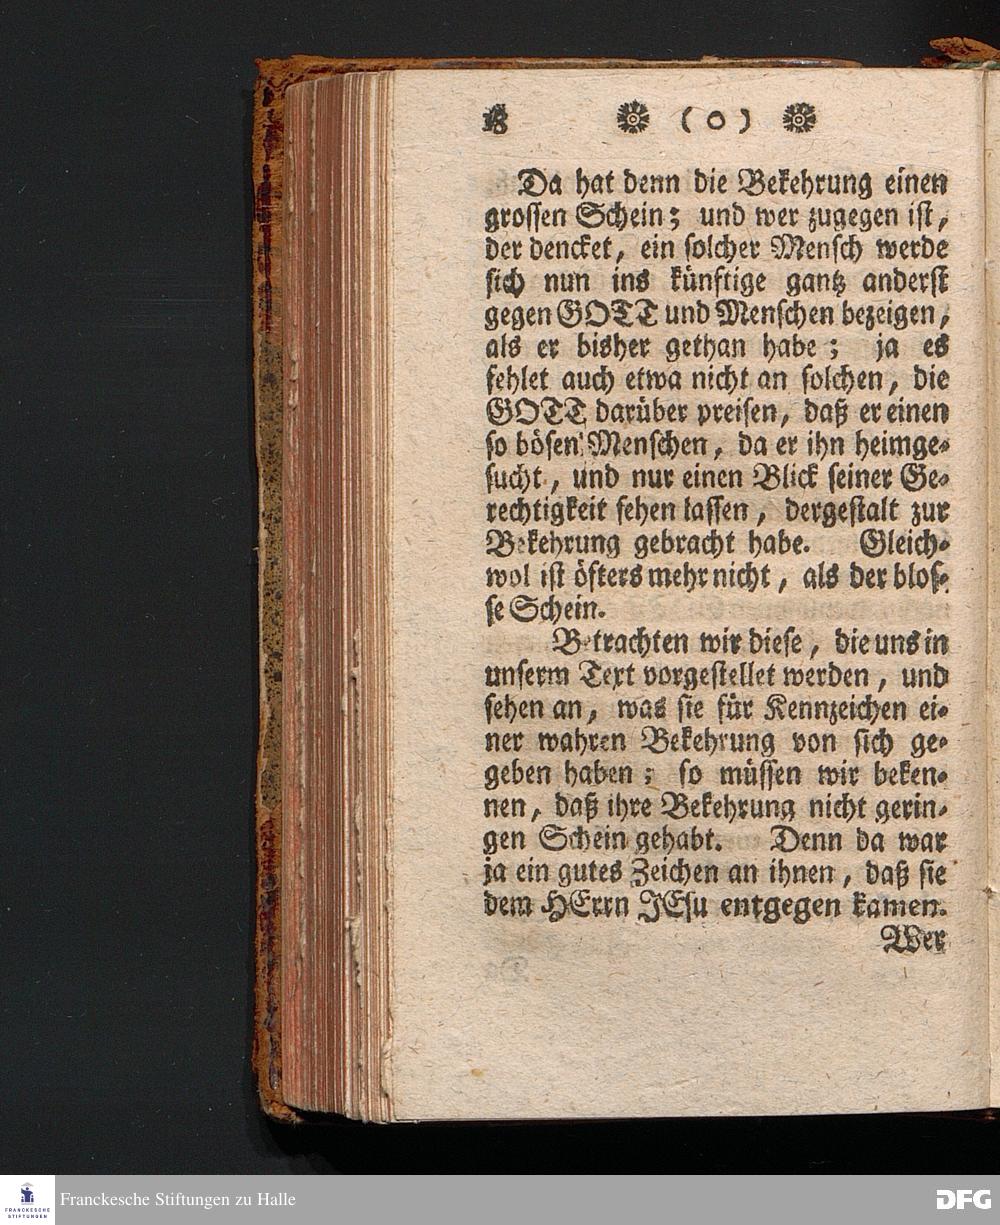 8 ❋ ( o ) ❋
Da hat denn die Bekehrung einen
grossen Schein; und wer zugegen ist,
der dencket, ein solcher Mensch werde
sich nun ins künftige gantz anderst
gegen GOTT und Menschen bezeigen,
als er bisher gethan habe; ja es
fehlet auch etwa nicht an solchen, die
GOTT darüber preisen, daß er einen
so bösen Menschen, da er ihn heimge-
sucht, und nur einen Blick seiner Ge-
rechtigkeit sehen lassen, dergestalt zur
Bekehrung gebracht habe. Gleich-
wol ist öfters mehr nicht, als der blos-
se Schein.
Betrachten wir diese, die uns in
unserm Text vorgestellet werden, und
sehen an, was sie für Kennzeichen ei-
ner wahren Bekehrung von sich ge-
geben haben; so müssen wir beken-
nen, daß ihre Bekehrung nicht gerin-
gen Schein gehabt. Denn da war
ja ein gutes Zeichen an ihnen, daß sie
dem HErrn JEsu entgegen kamen.
Wer
FRANCKESCHE STIFTUNGEN
Franckesche Stiftungen zu Halle
DFG